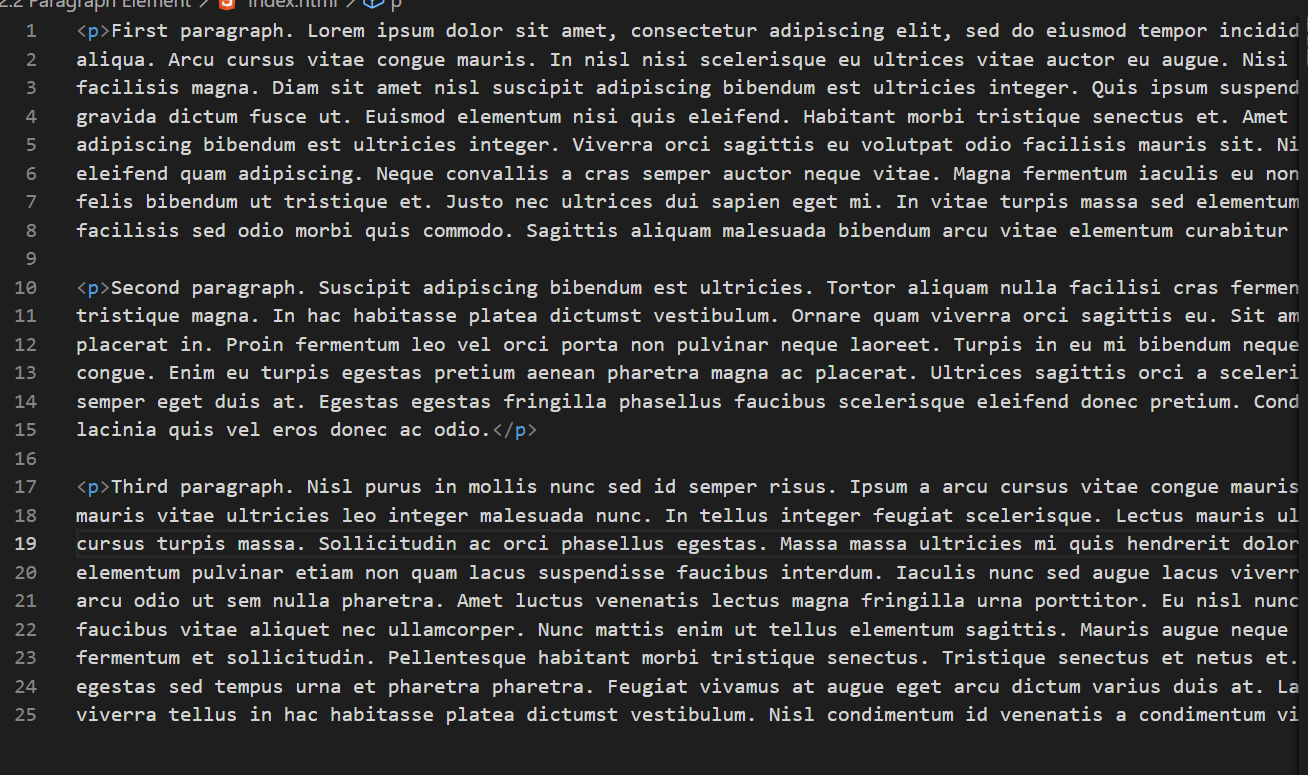 2.2 Paragraph Element > index.html > p
1 <p>First paragraph. Lorem ipsum dolor sit amet, consectetur adipiscing elit, sed do eiusmod tempor incidid
2 aliqua. Arcu cursus vitae congue mauris. In nisl nisi scelerisque eu ultrices vitae auctor eu augue. Nisi
3 facilisis magna. Diam sit amet nisl suscipit adipiscing bibendum est ultricies integer. Quis ipsum suspend
4 gravida dictum fusce ut. Euismod elementum nisi quis eleifend. Habitant morbi tristique senectus et. Amet
5 adipiscing bibendum est ultricies integer. Viverra orci sagittis eu volutpat odio facilisis mauris sit. Ni
6 eleifend quam adipiscing. Neque convallis a cras semper auctor neque vitae. Magna fermentum iaculis eu non
7 felis bibendum ut tristique et. Justo nec ultrices dui sapien eget mi. In vitae turpis massa sed elementum
8 facilisis sed odio morbi quis commodo. Sagittis aliquam malesuada bibendum arcu vitae elementum curabitur
9
10 <p>Second paragraph. Suscipit adipiscing bibendum est ultricies. Tortor aliquam nulla facilisi cras fermen
11 tristique magna. In hac habitasse platea dictumst vestibulum. Ornare quam viverra orci sagittis eu. Sit am
12 placerat in. Proin fermentum leo vel orci porta non pulvinar neque laoreet. Turpis in eu mi bibendum neque
13 congue. Enim eu turpis egestas pretium aenean pharetra magna ac placerat. Ultrices sagittis orci a sceleri
14 semper eget duis at. Egestas egestas fringilla phasellus faucibus scelerisque eleifend donec pretium. Cond
15 lacinia quis vel eros donec ac odio.</p>
16
17 <p>Third paragraph. Nisl purus in mollis nunc sed id semper risus. Ipsum a arcu cursus vitae congue mauris
18 mauris vitae ultricies leo integer malesuada nunc. In tellus integer feugiat scelerisque. Lectus mauris ul
19 cursus turpis massa. Sollicitudin ac orci phasellus egestas. Massa massa ultricies mi quis hendrerit dolor
20 elementum pulvinar etiam non quam lacus suspendisse faucibus interdum. Iaculis nunc sed augue lacus viverr
21 arcu odio ut sem nulla pharetra. Amet luctus venenatis lectus magna fringilla urna porttitor. Eu nisl nunc
22 faucibus vitae aliquet nec ullamcorper. Nunc mattis enim ut tellus elementum sagittis. Mauris augue neque
23 fermentum et sollicitudin. Pellentesque habitant morbi tristique senectus. Tristique senectus et netus et.
24 egestas sed tempus urna et pharetra pharetra. Feugiat vivamus at augue eget arcu dictum varius duis at. La
25 viverra tellus in hac habitasse platea dictumst vestibulum. Nisl condimentum id venenatis a condimentum vi